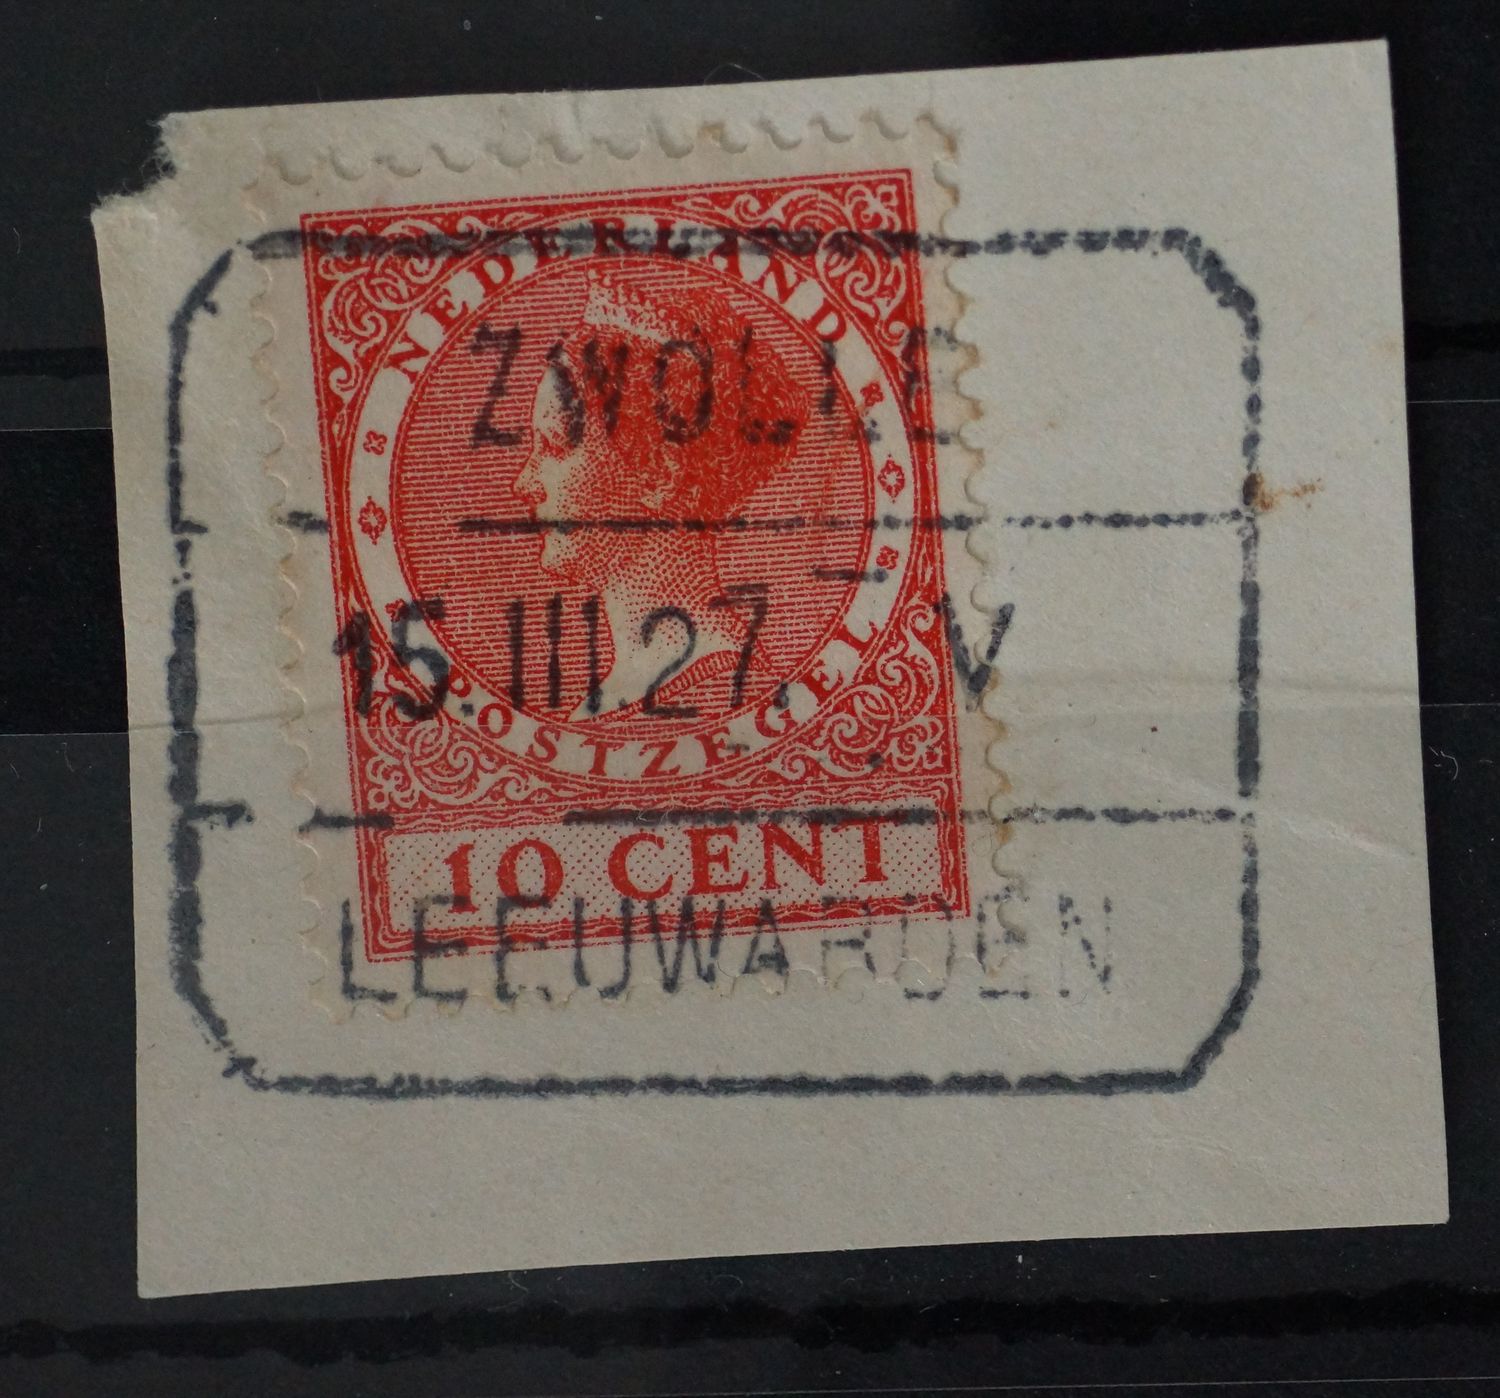 NEDERLAND
ZWOLLE
15.III.27. V
POSTZEGEL
10 CENT
LEEUWARDEN